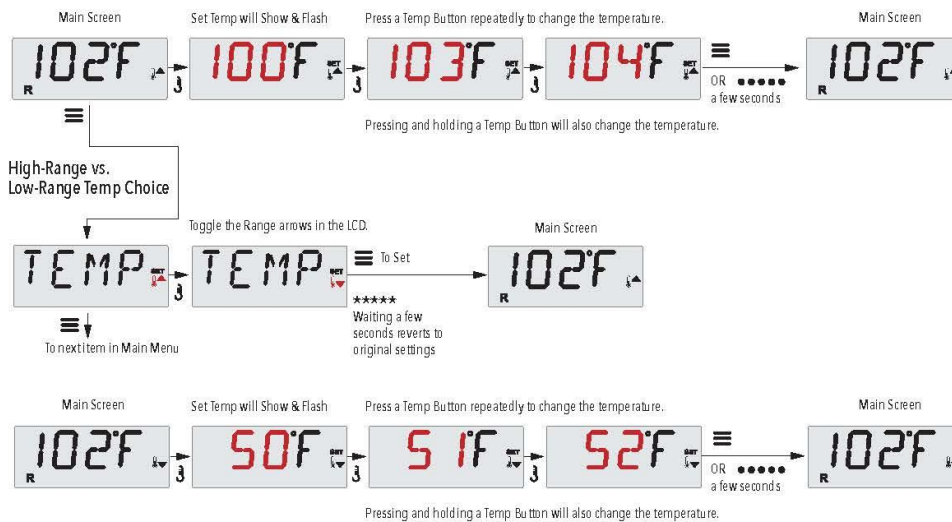 Main Screen
Set Temp will Show & Flash
Press a Temp Button repeatedly to change the temperature.
Main Screen
102°F
R
100°F
SET
103°F
SET
104°F
SET
OR •••••
a few seconds
102°F
R
Pressing and holding a Temp Button will also change the temperature.
High-Range vs.
Low-Range Temp Choice
Toggle the Range arrows in the LCD.
Main Screen
TEMP
SET
TEMP
SET
To Set
*****
Waiting a few
seconds reverts to
original settings
102°F
R
To next item in Main Menu
Main Screen
Set Temp will Show & Flash
Press a Temp Button repeatedly to change the temperature.
Main Screen
102°F
R
50°F
SET
51°F
SET
52°F
SET
OR •••••
a few seconds
102°F
R
Pressing and holding a Temp Button will also change the temperature.